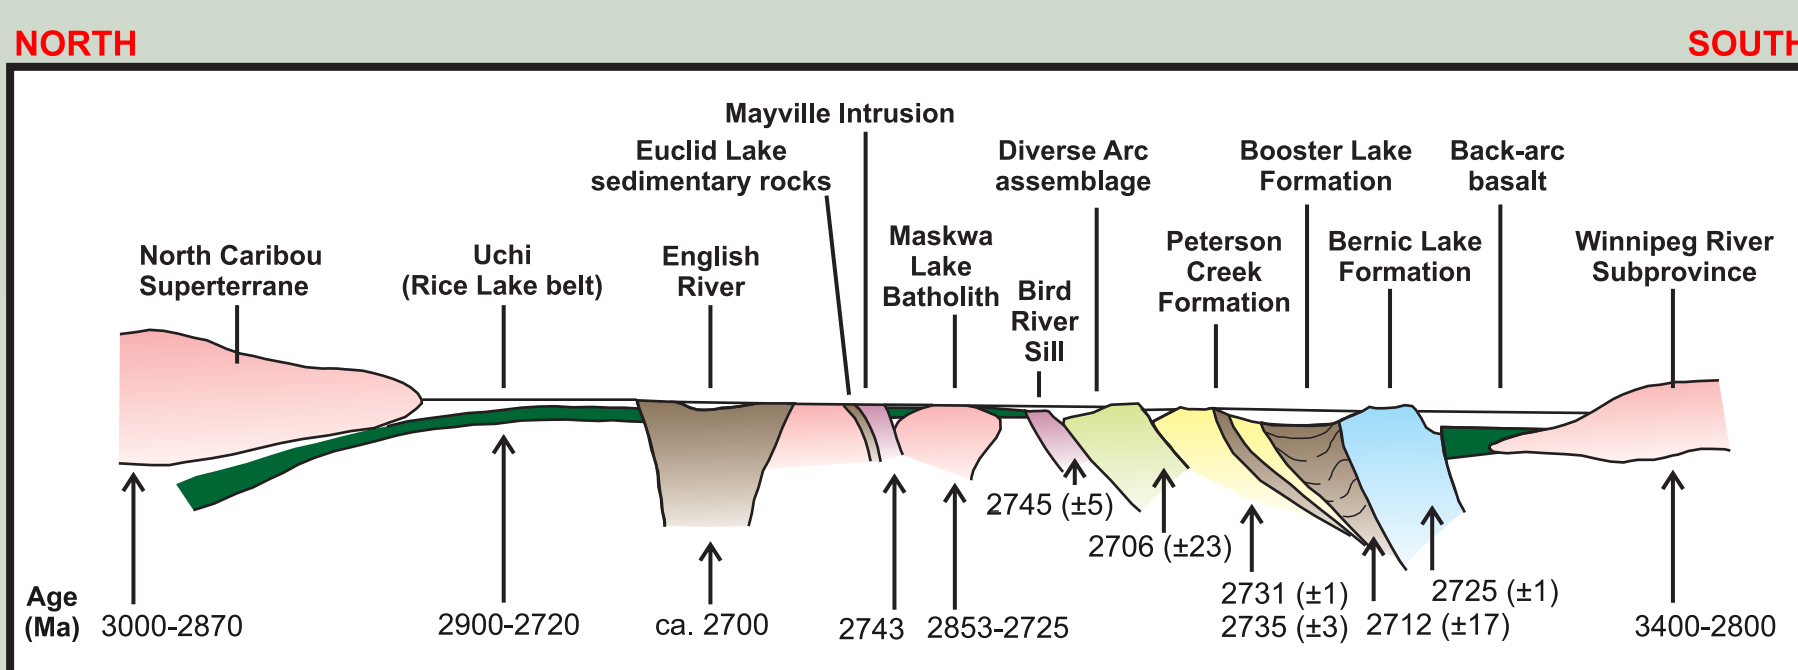 NORTH
SOUTH
Mayville Intrusion
Euclid Lake
sedimentary rocks
Diverse Arc
assemblage
Booster Lake
Formation
Back-arc
basalt
North Caribou
Superterrane
Uchi
(Rice Lake belt)
English
River
Maskwa
Lake
Batholith
Bird
River
Sill
Peterson
Creek
Formation
Bernic Lake
Formation
Winnipeg River
Subprovince
2745 (±5)
2706 (±23)
2731 (±1)
2735 (±3)
2712 (±17)
2725 (±1)
Age
(Ma)
3000-2870
2900-2720
ca. 2700
2743
2853-2725
3400-2800